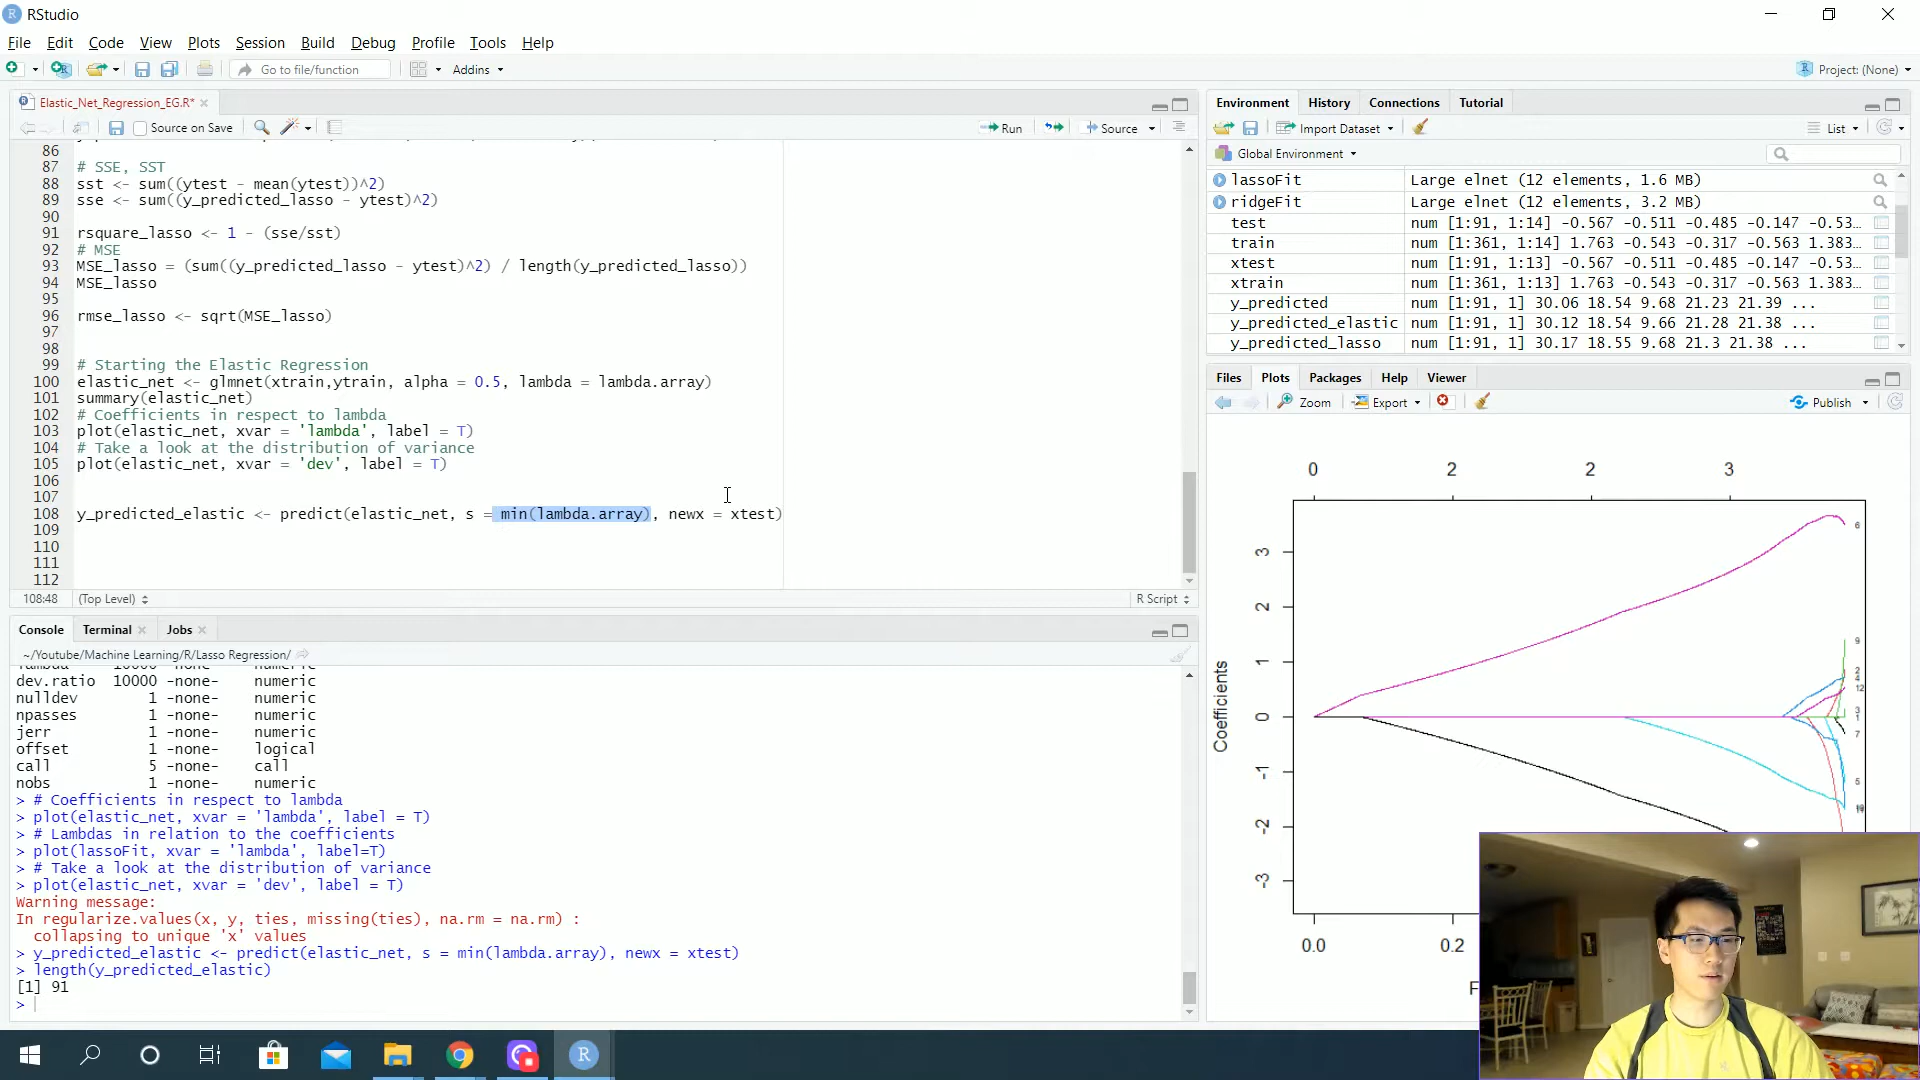 RStudio
File Edit Code View Plots Session Build Debug Profile Tools Help
Go to file/function Addins Project: (None)
Elastic_Net_Regression_EG.R*
Source on Save Run Source
86
87 # SSE, SST
88 sst <- sum((ytest - mean(ytest))^2)
89 sse <- sum((y_predicted_lasso - ytest)^2)
90
91 rsquare_lasso <- 1 - (sse/sst)
92 # MSE
93 MSE_lasso = (sum((y_predicted_lasso - ytest)^2) / length(y_predicted_lasso))
94 MSE_lasso
95
96 rmse_lasso <- sqrt(MSE_lasso)
97
98
99 # Starting the Elastic Regression
100 elastic_net <- glmnet(xtrain,ytrain, alpha = 0.5, lambda = lambda.array)
101 summary(elastic_net)
102 # Coefficients in respect to lambda
103 plot(elastic_net, xvar = 'lambda', label = T)
104 # Take a look at the distribution of variance
105 plot(elastic_net, xvar = 'dev', label = T)
106
107
108 y_predicted_elastic <- predict(elastic_net, s = min(lambda.array), newx = xtest)
109
110
111
112
108:48 (Top Level) R Script
Console Terminal Jobs
~/Youtube/Machine Learning/R/Lasso Regression/
lambda 10000 -none- numeric
dev.ratio 10000 -none- numeric
nulldev 1 -none- numeric
npasses 1 -none- numeric
jerr 1 -none- numeric
offset 1 -none- logical
call 5 -none- call
nobs 1 -none- numeric
> # Coefficients in respect to lambda
> plot(elastic_net, xvar = 'lambda', label = T)
> # Lambdas in relation to the coefficients
> plot(lassoFit, xvar = 'lambda', label=T)
> # Take a look at the distribution of variance
> plot(elastic_net, xvar = 'dev', label = T)
Warning message:
In regularize.values(x, y, ties, missing(ties), na.rm = na.rm) :
collapsing to unique 'x' values
> y_predicted_elastic <- predict(elastic_net, s = min(lambda.array), newx = xtest)
> length(y_predicted_elastic)
[1] 91
>
Environment History Connections Tutorial
Import Dataset List
Global Environment
lassoFit Large elnet (12 elements, 1.6 MB)
ridgeFit Large elnet (12 elements, 3.2 MB)
test num [1:91, 1:14] -0.567 -0.511 -0.485 -0.147 -0.53…
train num [1:361, 1:14] 1.763 -0.543 -0.317 -0.563 1.383…
xtest num [1:91, 1:13] -0.567 -0.511 -0.485 -0.147 -0.53…
xtrain num [1:361, 1:13] 1.763 -0.543 -0.317 -0.563 1.383…
y_predicted num [1:91, 1] 30.06 18.54 9.68 21.23 21.39 ...
y_predicted_elastic num [1:91, 1] 30.12 18.54 9.66 21.28 21.38 ...
y_predicted_lasso num [1:91, 1] 30.17 18.55 9.68 21.3 21.38 ...
Files Plots Packages Help Viewer
Zoom Export Publish
0 2 2 3
3
2
1
0
-1
-2
-3
Coefficients
6
9
2
4
12
3
1
7
5
0.0 0.2